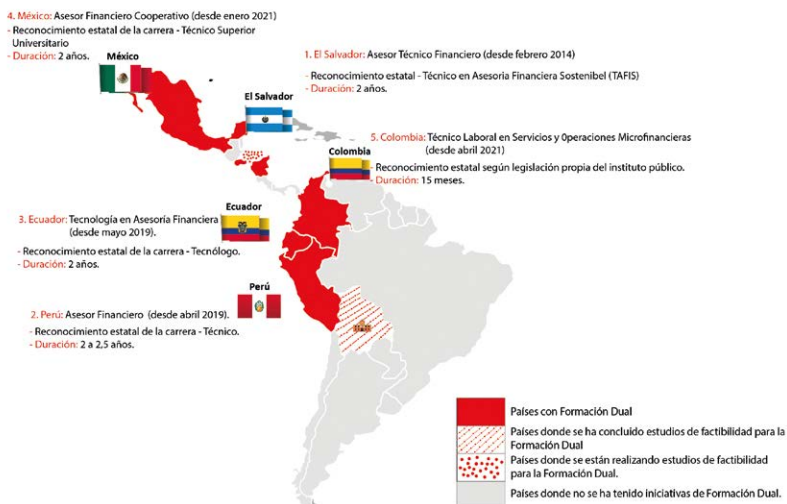 4. México: Asesor Financiero Cooperativo (desde enero 2021)
- Reconocimiento estatal de la carrera - Técnico Superior
Universitario
- Duración: 2 años.
México
1. El Salvador: Asesor Técnico Financiero (desde febrero 2014)
- Reconocimiento estatal - Técnico en Asesoria Financiera Sostenibel (TAFIS)
- Duración: 2 años.
El Salvador
5. Colombia: Técnico Laboral en Servicios y 0peraciones Microfinancieras
(desde abril 2021)
- Reconocimiento estatal según legislación propia del instituto público.
- Duración: 15 meses.
Colombia
Ecuador
3. Ecuador: Tecnología en Asesoría Financiera
(desde mayo 2019).
- Reconocimiento estatal de la carrera - Tecnólogo.
- Duración: 2 años.
Perú
2. Perú: Asesor Financiero (desde abril 2019).
- Reconocimiento estatal de la carrera - Técnico.
- Duración: 2 a 2,5 años.
Países con Formación Dual
Países donde se ha concluido estudios de factibilidad para la
Formación Dual
Países donde se están realizando estudios de factibilidad
para la Formación Dual.
Países donde no se ha tenido iniciativas de Formación Dual.